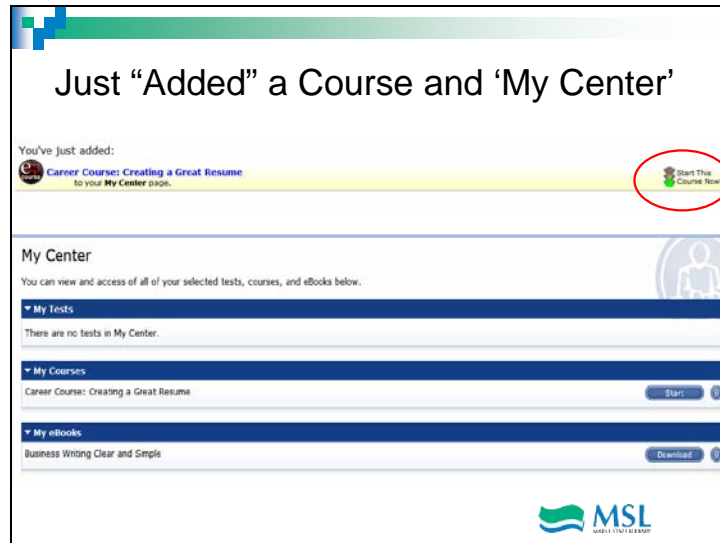 Just “Added” a Course and ‘My Center’
You've just added:
Career Course: Creating a Great Resume
to your My Center page.
Start This
Course Now
My Center
You can view and access of all of your selected tests, courses, and eBooks below.
▼ My Tests
There are no tests in My Center.
▼ My Courses
Career Course: Creating a Great Resume
Start
▼ My eBooks
Business Writing Clear and Simple
Download
MSL
MAINE STATE LIBRARY